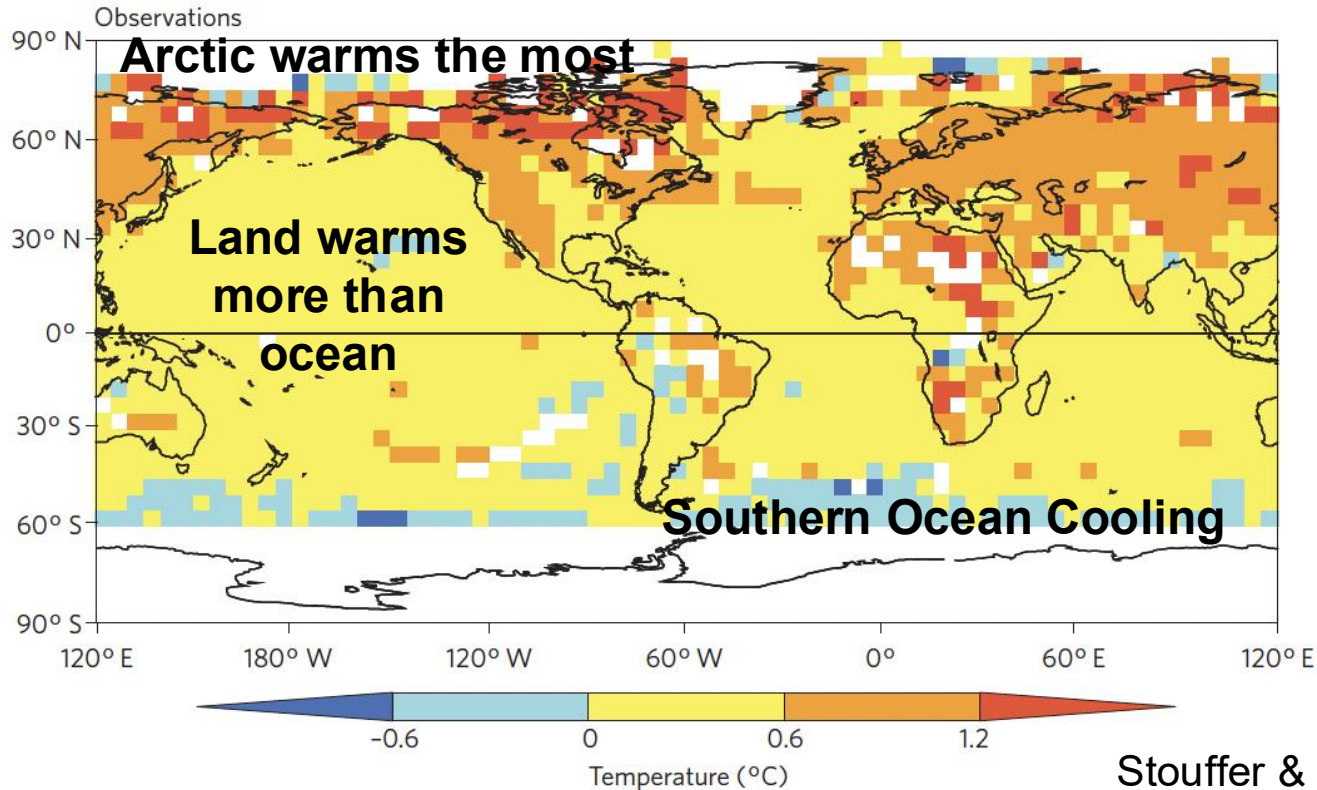 Observations
90° N
Arctic warms the most
60° N
30° N
Land warms
more than
ocean
0°
30° S
60° S
Southern Ocean Cooling
90° S
120° E 180° W 120° W 60° W 0° 60° E 120° E
−0.6 0 0.6 1.2
Temperature (°C)
Stouffer &